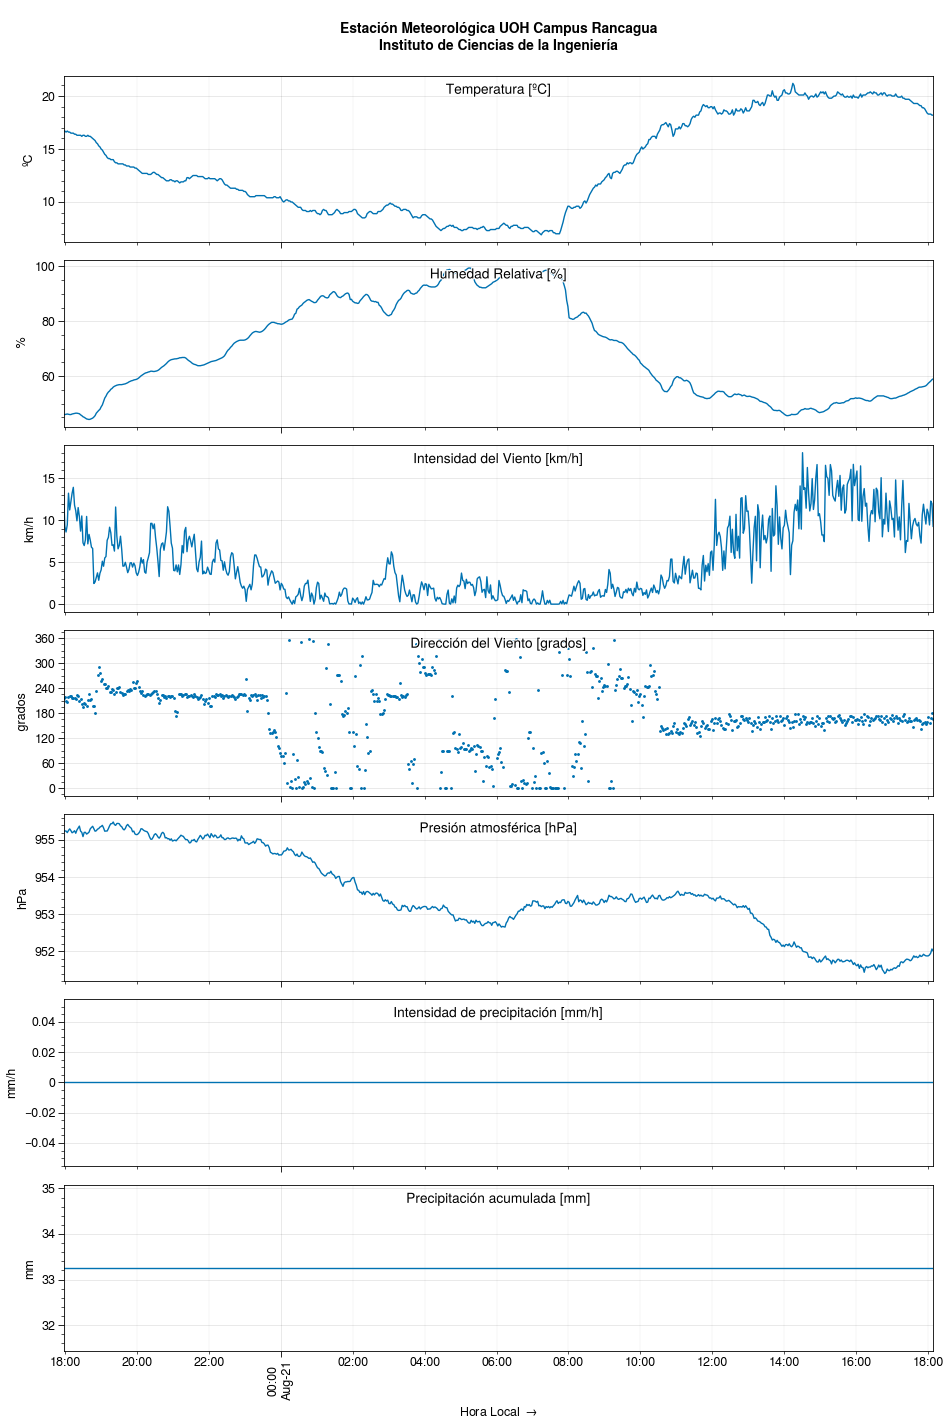 Estación Meteorológica UOH Campus Rancagua
Instituto de Ciencias de la Ingeniería
Temperatura [ºC]
20
15
10
ºC
Humedad Relativa [%]
100
80
60
%
Intensidad del Viento [km/h]
15
10
5
0
km/h
Dirección del Viento [grados]
360
300
240
180
120
60
0
grados
Presión atmosférica [hPa]
955
954
953
952
hPa
Intensidad de precipitación [mm/h]
0.04
0.02
0
−0.02
−0.04
mm/h
Precipitación acumulada [mm]
35
34
33
32
mm
18:00 20:00 22:00 00:00 02:00 04:00 06:00 08:00 10:00 12:00 14:00 16:00 18:00
Aug-21
Hora Local →